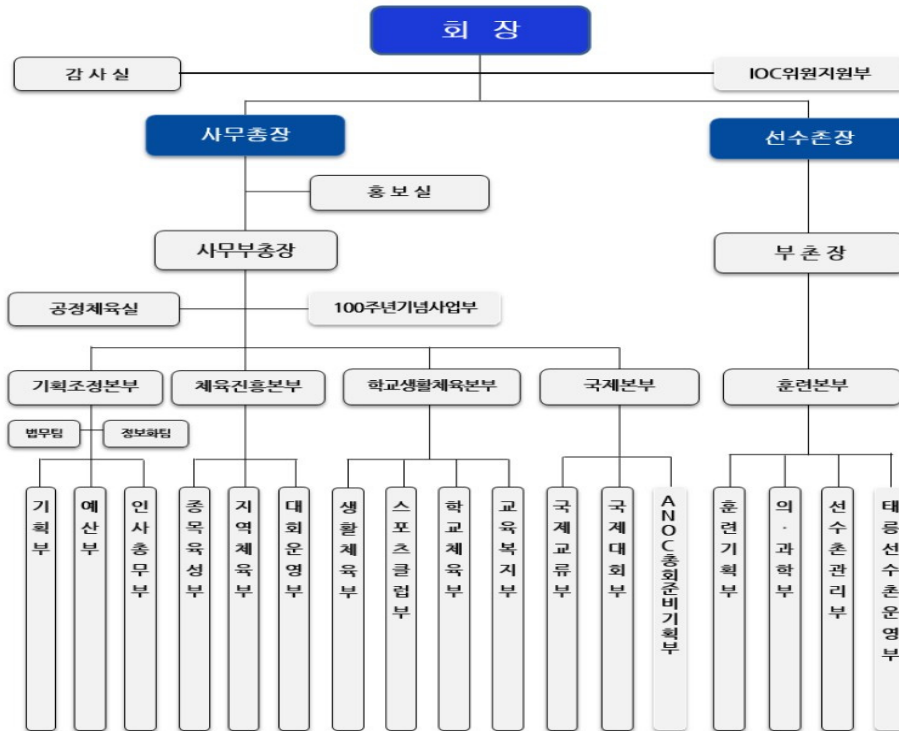 회 장
감사실
IOC위원지원부
사무총장
선수촌장
홍보실
사무부총장
부촌장
공정체육실
100주년기념사업부
기획조정본부
체육진흥본부
학교생활체육본부
국제본부
훈련본부
법무팀
정보화팀
기획부
예산부
인사총무부
종목육성부
지역체육부
대회운영부
생활체육부
스포츠클럽부
학교체육부
교육복지부
국제교류부
국제대회부
ANOC총회준비기획부
훈련기획부
의·과학부
선수촌관리부
태릉선수촌운영부